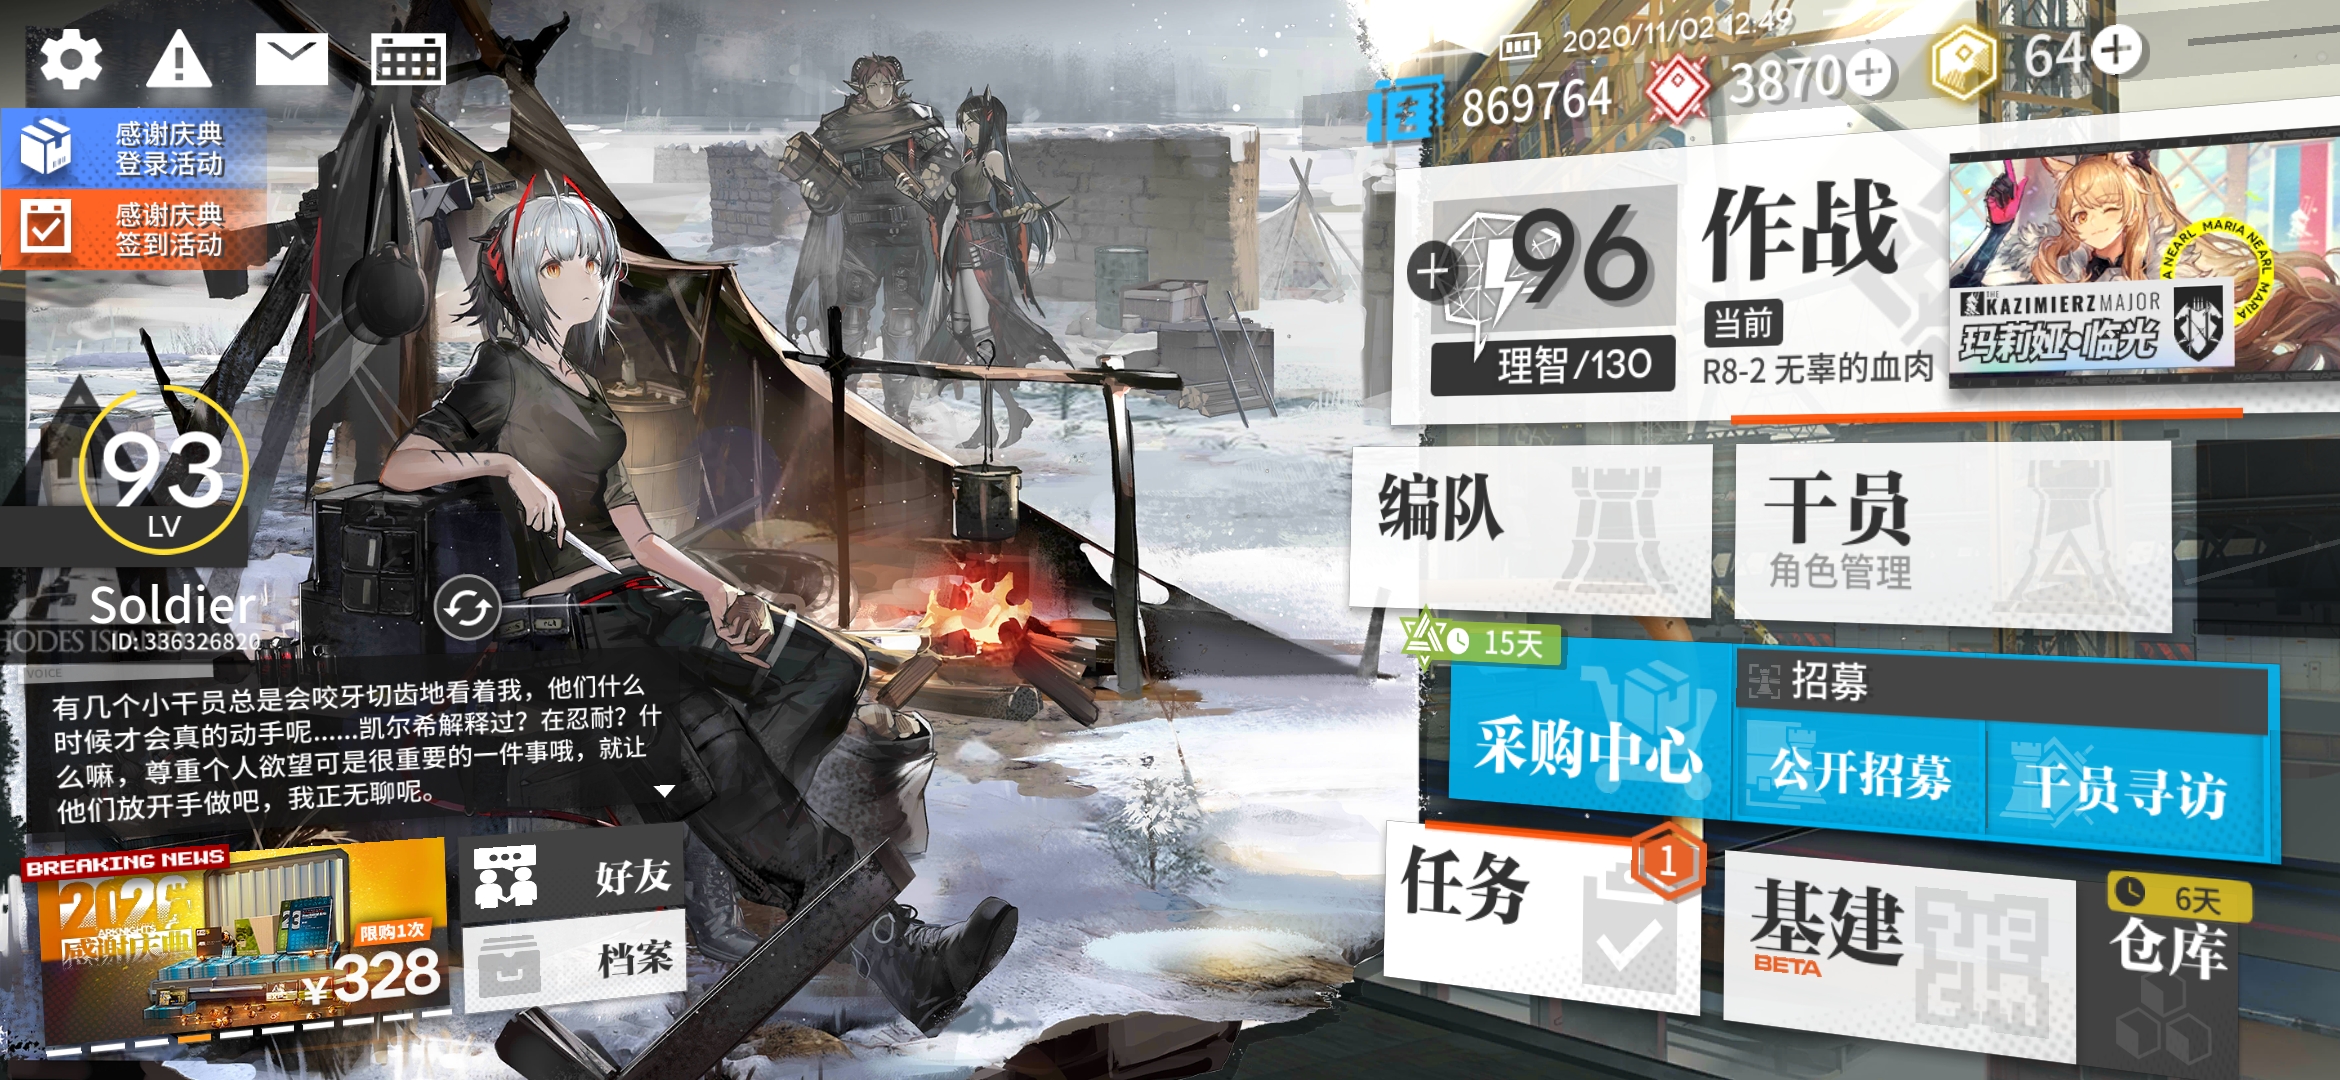 感谢庆典
登录活动
感谢庆典
签到活动
93
LV
Soldier
ID: 336326820
VOICE
有几个小干员总是会咬牙切齿地看着我，他们什么
时候才会真的动手呢……凯尔希解释过？在忍耐？什
么嘛，尊重个人欲望可是很重要的一件事哦，就让
他们放开手做吧，我正无聊呢。
BREAKING NEWS
ARKNIGHTS
感谢庆典
限购1次
¥328
好友
档案
2020/11/02 12:49
869764
3870
64
96
理智/130
作战
当前
R8-2 无辜的血肉
MARIA NEARL
THE
KAZIMIERZ MAJOR
玛莉娅·临光
编队
干员
角色管理
15天
采购中心
招募
公开招募
干员寻访
任务
1
基建
BETA
6天
仓库